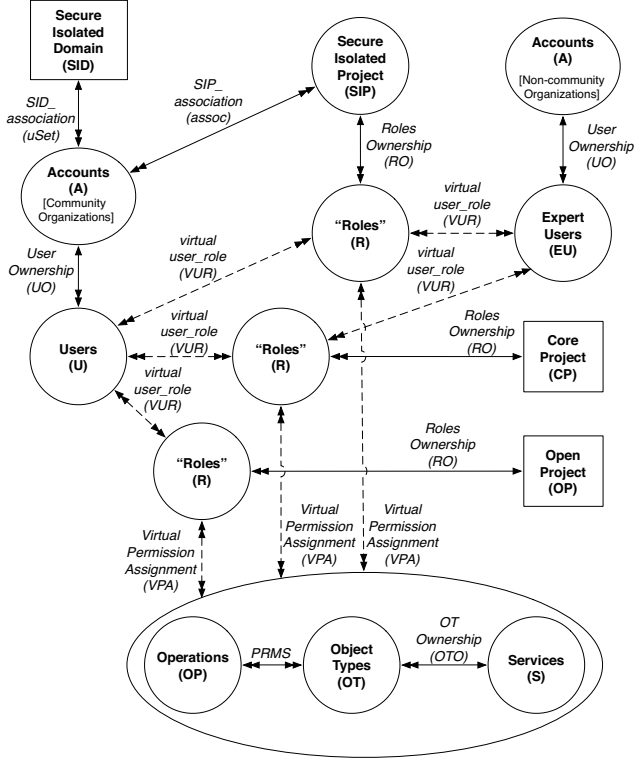 Secure
Isolated
Domain
(SID)
Secure
Isolated
Project
(SIP)
Accounts
(A)
[Non-community
Organizations]
SID_
association
(uSet)
SIP_
association
(assoc)
Roles
Ownership
(RO)
User
Ownership
(UO)
Accounts
(A)
[Community
Organizations]
User
Ownership
(UO)
virtual
user_role
(VUR)
“Roles”
(R)
virtual
user_role
(VUR)
virtual
user_role
(VUR)
Expert
Users
(EU)
Users
(U)
virtual
user_role
(VUR)
“Roles”
(R)
Roles
Ownership
(RO)
Core
Project
(CP)
virtual
user_role
(VUR)
“Roles”
(R)
Roles
Ownership
(RO)
Open
Project
(OP)
Virtual
Permission
Assignment
(VPA)
Virtual
Permission
Assignment
(VPA)
Virtual
Permission
Assignment
(VPA)
Operations
(OP)
PRMS
Object
Types
(OT)
OT
Ownership
(OTO)
Services
(S)